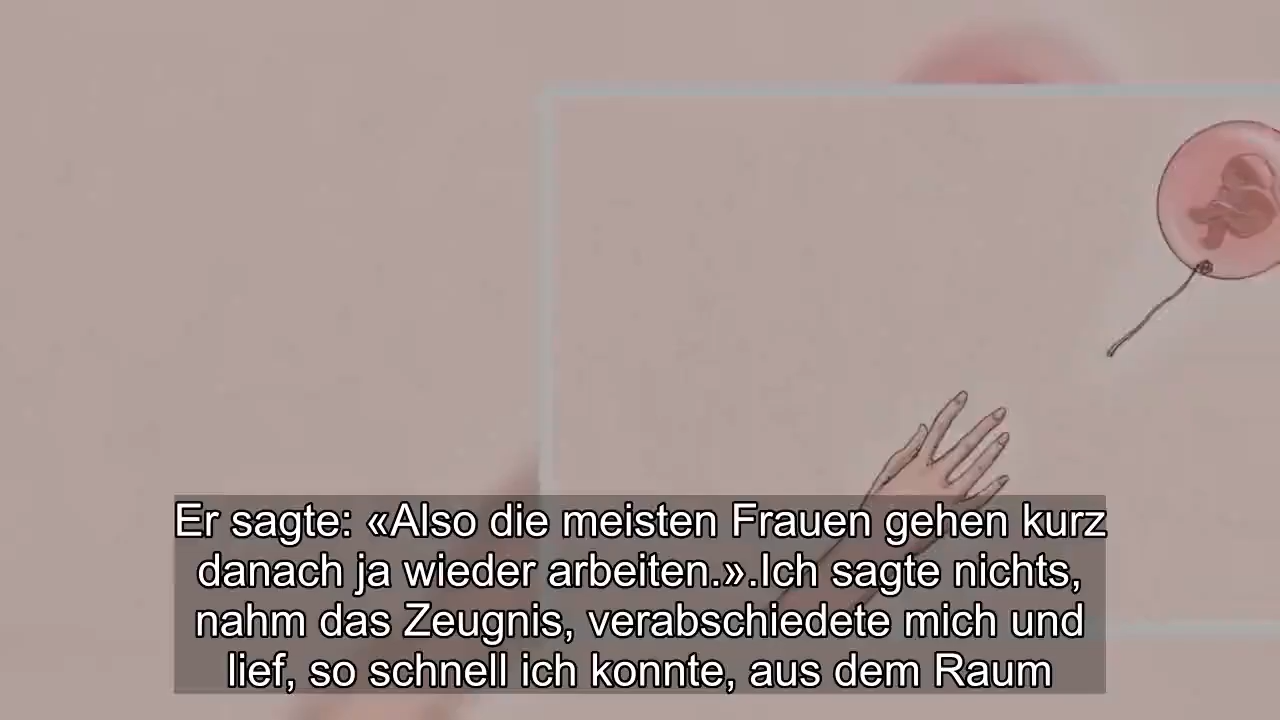 Er sagte: «Also die meisten Frauen gehen kurz
danach ja wieder arbeiten.».Ich sagte nichts,
nahm das Zeugnis, verabschiedete mich und
lief, so schnell ich konnte, aus dem Raum